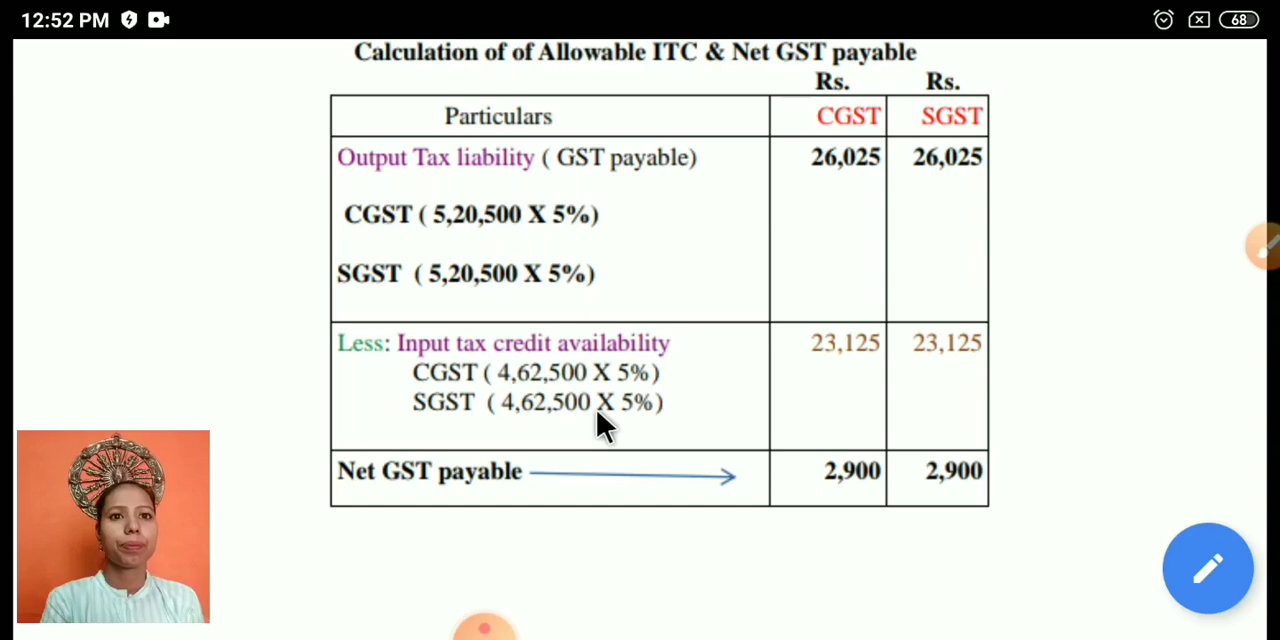 12:52 PM
68
Calculation of of Allowable ITC & Net GST payable
Rs. Rs.
Particulars CGST SGST
Output Tax liability ( GST payable) 26,025 26,025
CGST ( 5,20,500 X 5%)
SGST ( 5,20,500 X 5%)
Less: Input tax credit availability 23,125 23,125
CGST ( 4,62,500 X 5%)
SGST ( 4,62,500 X 5%)
Net GST payable 2,900 2,900